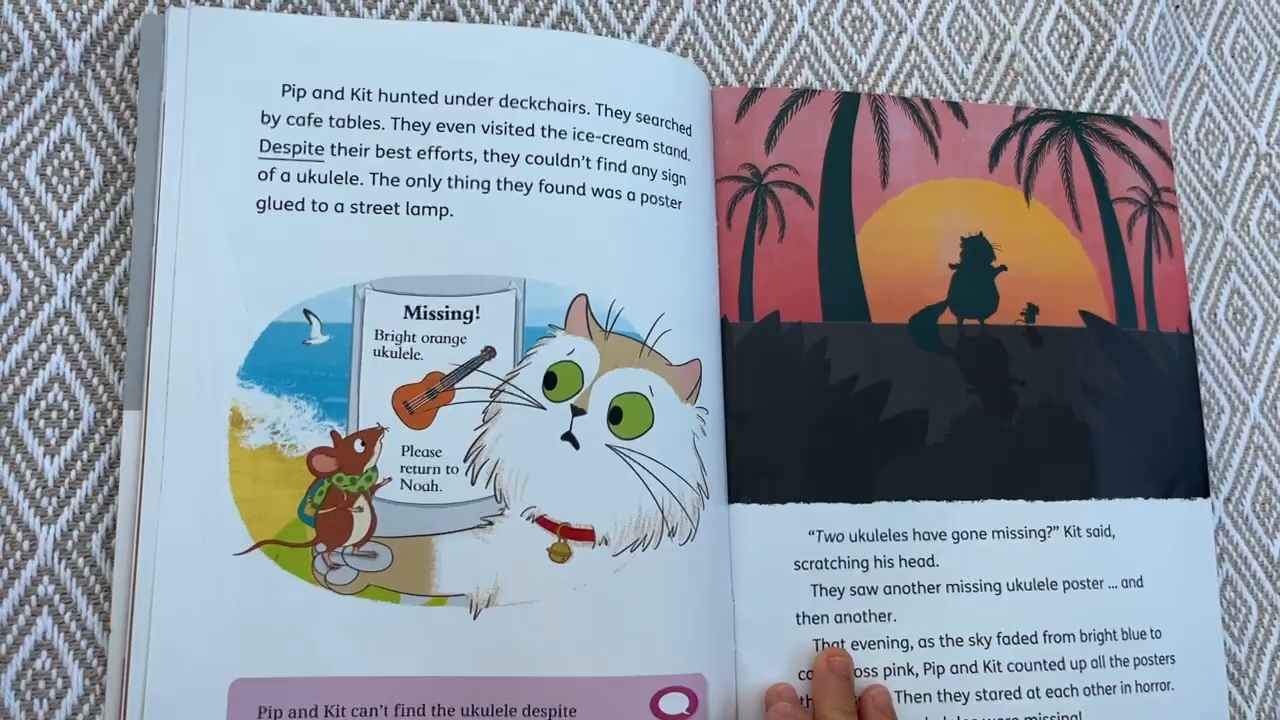 Pip and Kit hunted under deckchairs. They searched
by cafe tables. They even visited the ice-cream stand.
Despite their best efforts, they couldn't find any sign
of a ukulele. The only thing they found was a poster
glued to a street lamp.
Missing!
Bright orange
ukulele.
Please
return to
Noah.
Pip and Kit can't find the ukulele despite
“Two ukuleles have gone missing?” Kit said,
scratching his head.
They saw another missing ukulele poster ... and
then another.
That evening, as the sky faded from bright blue to
oss pink, Pip and Kit counted up all the posters
Then they stared at each other in horror.
missing!